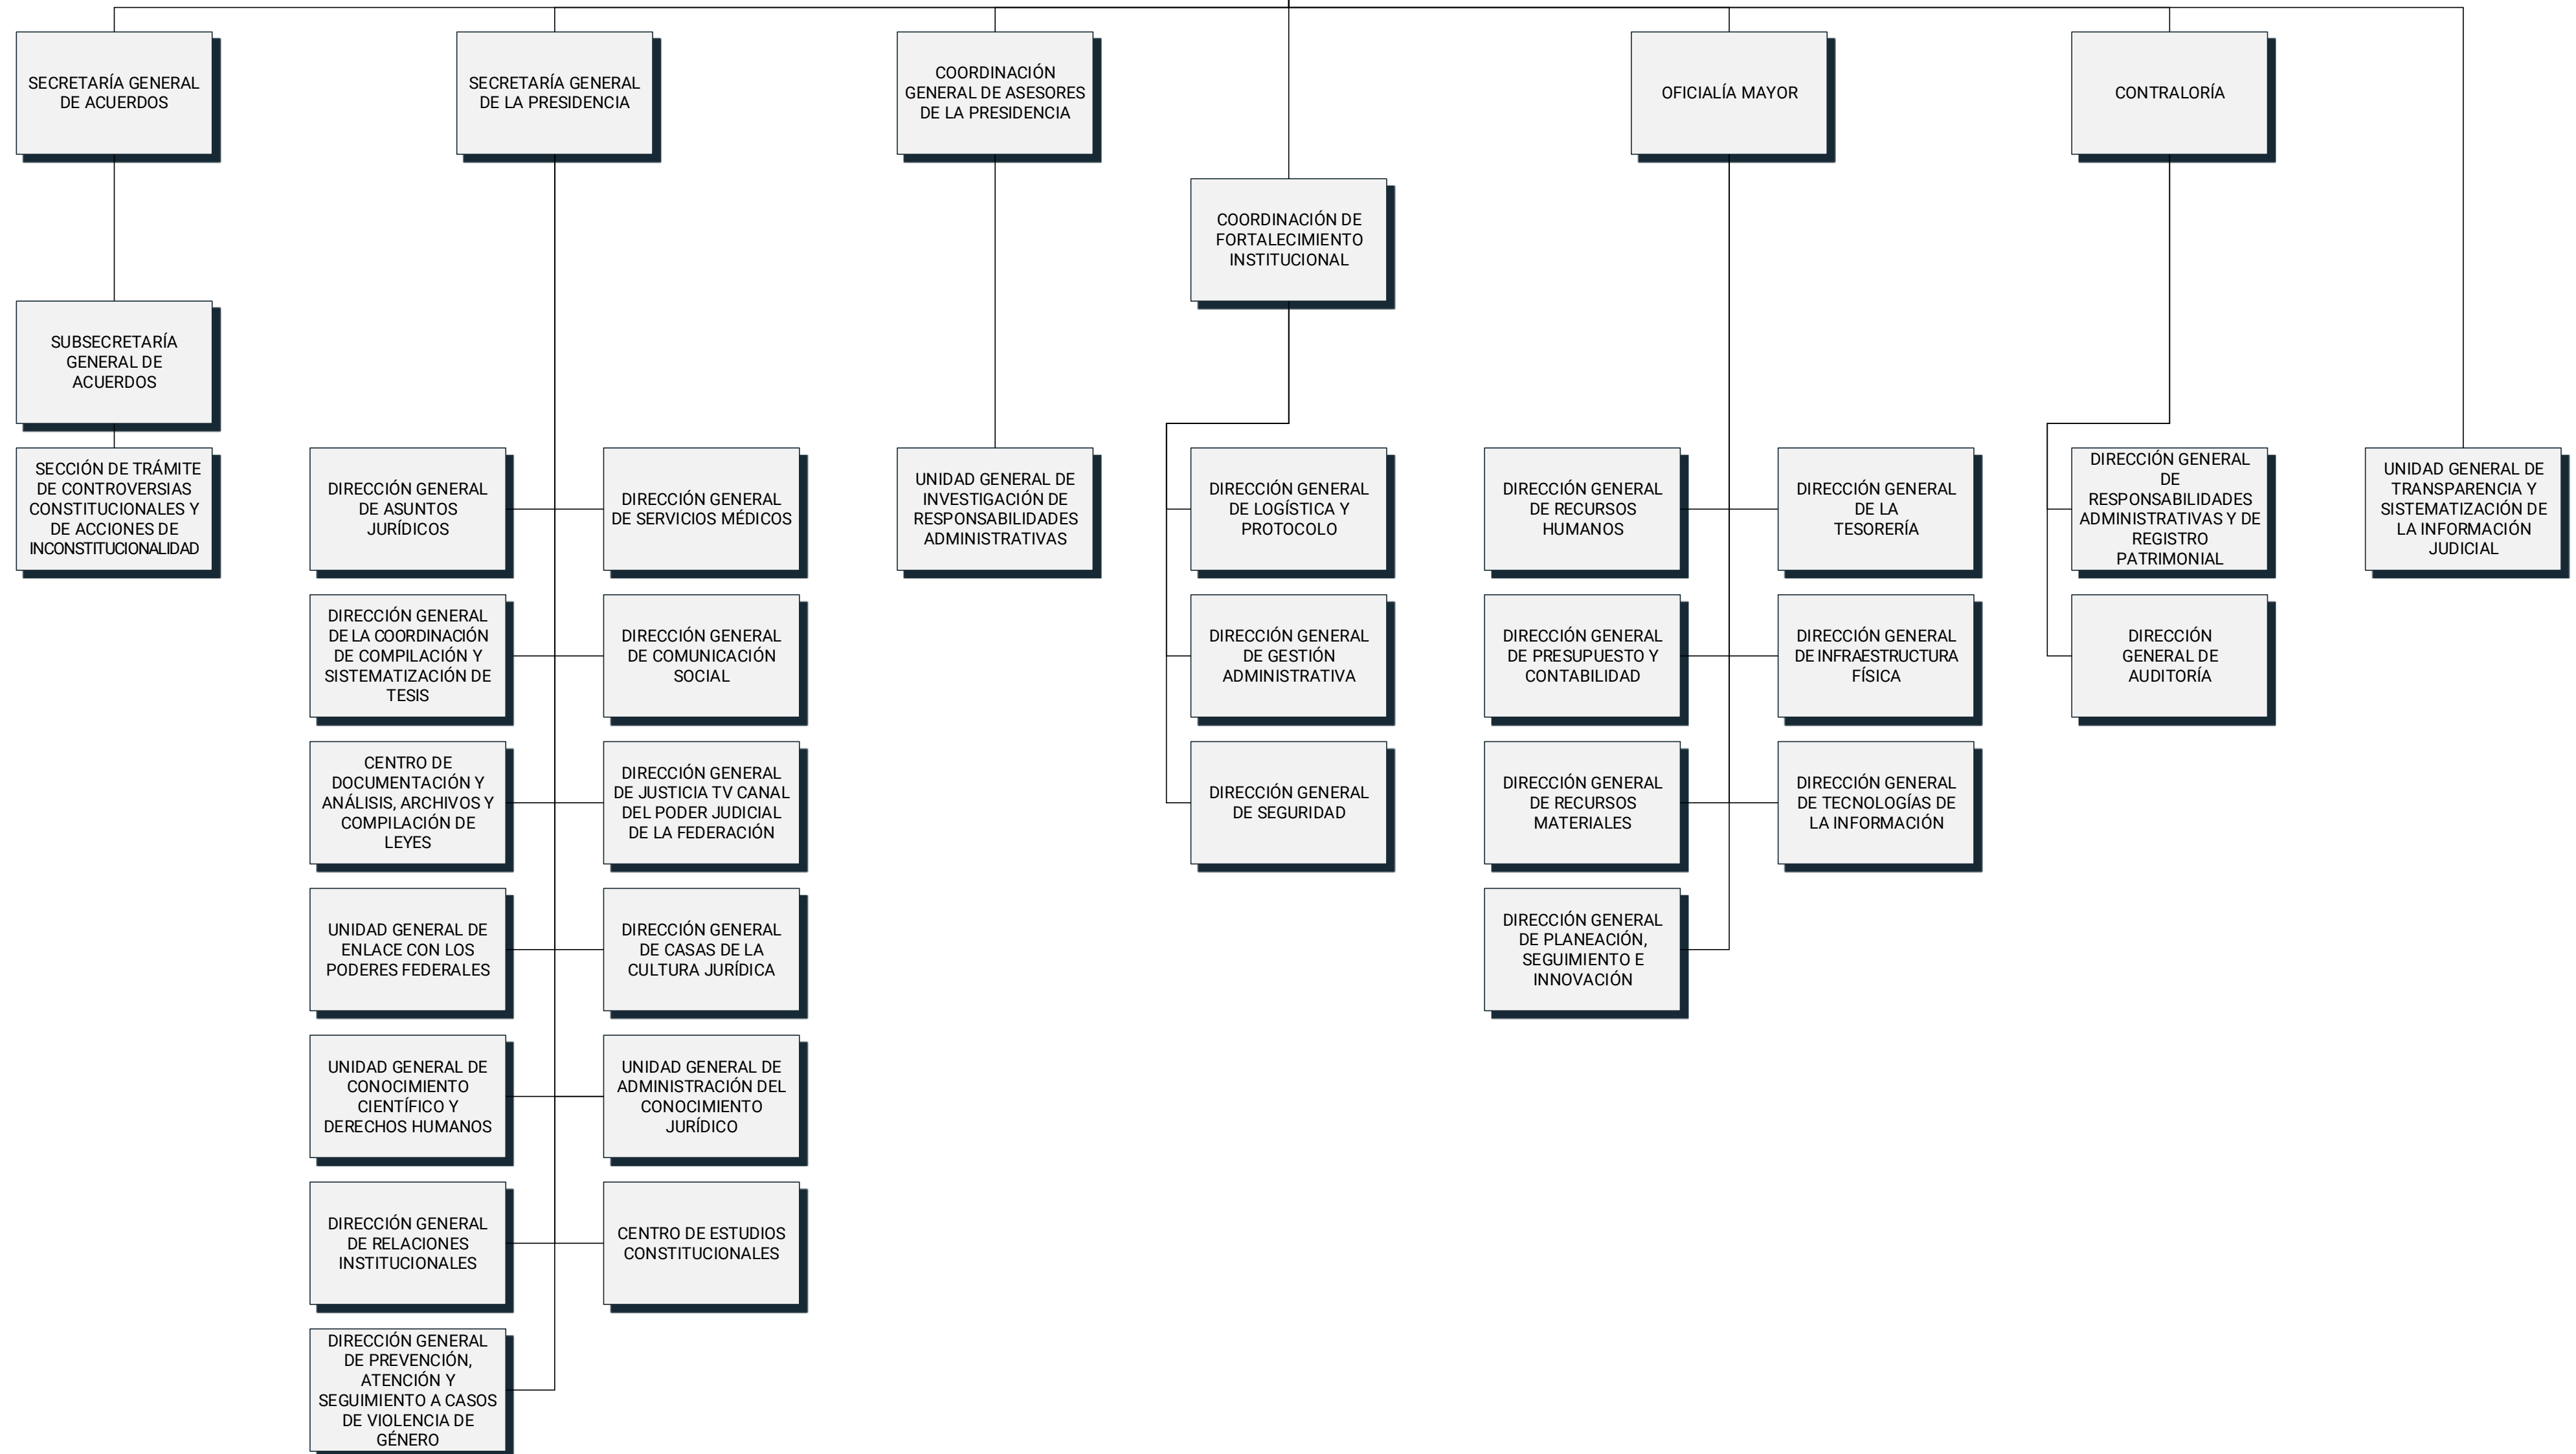 SECRETARÍA GENERAL
DE ACUERDOS
SECRETARÍA GENERAL
DE LA PRESIDENCIA
COORDINACIÓN
GENERAL DE ASESORES
DE LA PRESIDENCIA
OFICIALÍA MAYOR
CONTRALORÍA
COORDINACIÓN DE
FORTALECIMIENTO
INSTITUCIONAL
SUBSECRETARÍA
GENERAL DE
ACUERDOS
SECCIÓN DE TRÁMITE
DE CONTROVERSIAS
CONSTITUCIONALES Y
DE ACCIONES DE
INCONSTITUCIONALIDAD
DIRECCIÓN GENERAL
DE ASUNTOS
JURÍDICOS
DIRECCIÓN GENERAL
DE SERVICIOS MÉDICOS
UNIDAD GENERAL DE
INVESTIGACIÓN DE
RESPONSABILIDADES
ADMINISTRATIVAS
DIRECCIÓN GENERAL
DE LOGÍSTICA Y
PROTOCOLO
DIRECCIÓN GENERAL
DE RECURSOS
HUMANOS
DIRECCIÓN GENERAL
DE LA
TESORERÍA
DIRECCIÓN GENERAL
DE
RESPONSABILIDADES
ADMINISTRATIVAS Y DE
REGISTRO
PATRIMONIAL
UNIDAD GENERAL DE
TRANSPARENCIA Y
SISTEMATIZACIÓN DE
LA INFORMACIÓN
JUDICIAL
DIRECCIÓN GENERAL
DE LA COORDINACIÓN
DE COMPILACIÓN Y
SISTEMATIZACIÓN DE
TESIS
DIRECCIÓN GENERAL
DE COMUNICACIÓN
SOCIAL
DIRECCIÓN GENERAL
DE GESTIÓN
ADMINISTRATIVA
DIRECCIÓN GENERAL
DE PRESUPUESTO Y
CONTABILIDAD
DIRECCIÓN GENERAL
DE INFRAESTRUCTURA
FÍSICA
DIRECCIÓN
GENERAL DE
AUDITORÍA
CENTRO DE
DOCUMENTACIÓN Y
ANÁLISIS, ARCHIVOS Y
COMPILACIÓN DE
LEYES
DIRECCIÓN GENERAL
DE JUSTICIA TV CANAL
DEL PODER JUDICIAL
DE LA FEDERACIÓN
DIRECCIÓN GENERAL
DE SEGURIDAD
DIRECCIÓN GENERAL
DE RECURSOS
MATERIALES
DIRECCIÓN GENERAL
DE TECNOLOGÍAS DE
LA INFORMACIÓN
UNIDAD GENERAL DE
ENLACE CON LOS
PODERES FEDERALES
DIRECCIÓN GENERAL
DE CASAS DE LA
CULTURA JURÍDICA
DIRECCIÓN GENERAL
DE PLANEACIÓN,
SEGUIMIENTO E
INNOVACIÓN
UNIDAD GENERAL DE
CONOCIMIENTO
CIENTÍFICO Y
DERECHOS HUMANOS
UNIDAD GENERAL DE
ADMINISTRACIÓN DEL
CONOCIMIENTO
JURÍDICO
DIRECCIÓN GENERAL
DE RELACIONES
INSTITUCIONALES
CENTRO DE ESTUDIOS
CONSTITUCIONALES
DIRECCIÓN GENERAL
DE PREVENCIÓN,
ATENCIÓN Y
SEGUIMIENTO A CASOS
DE VIOLENCIA DE
GÉNERO